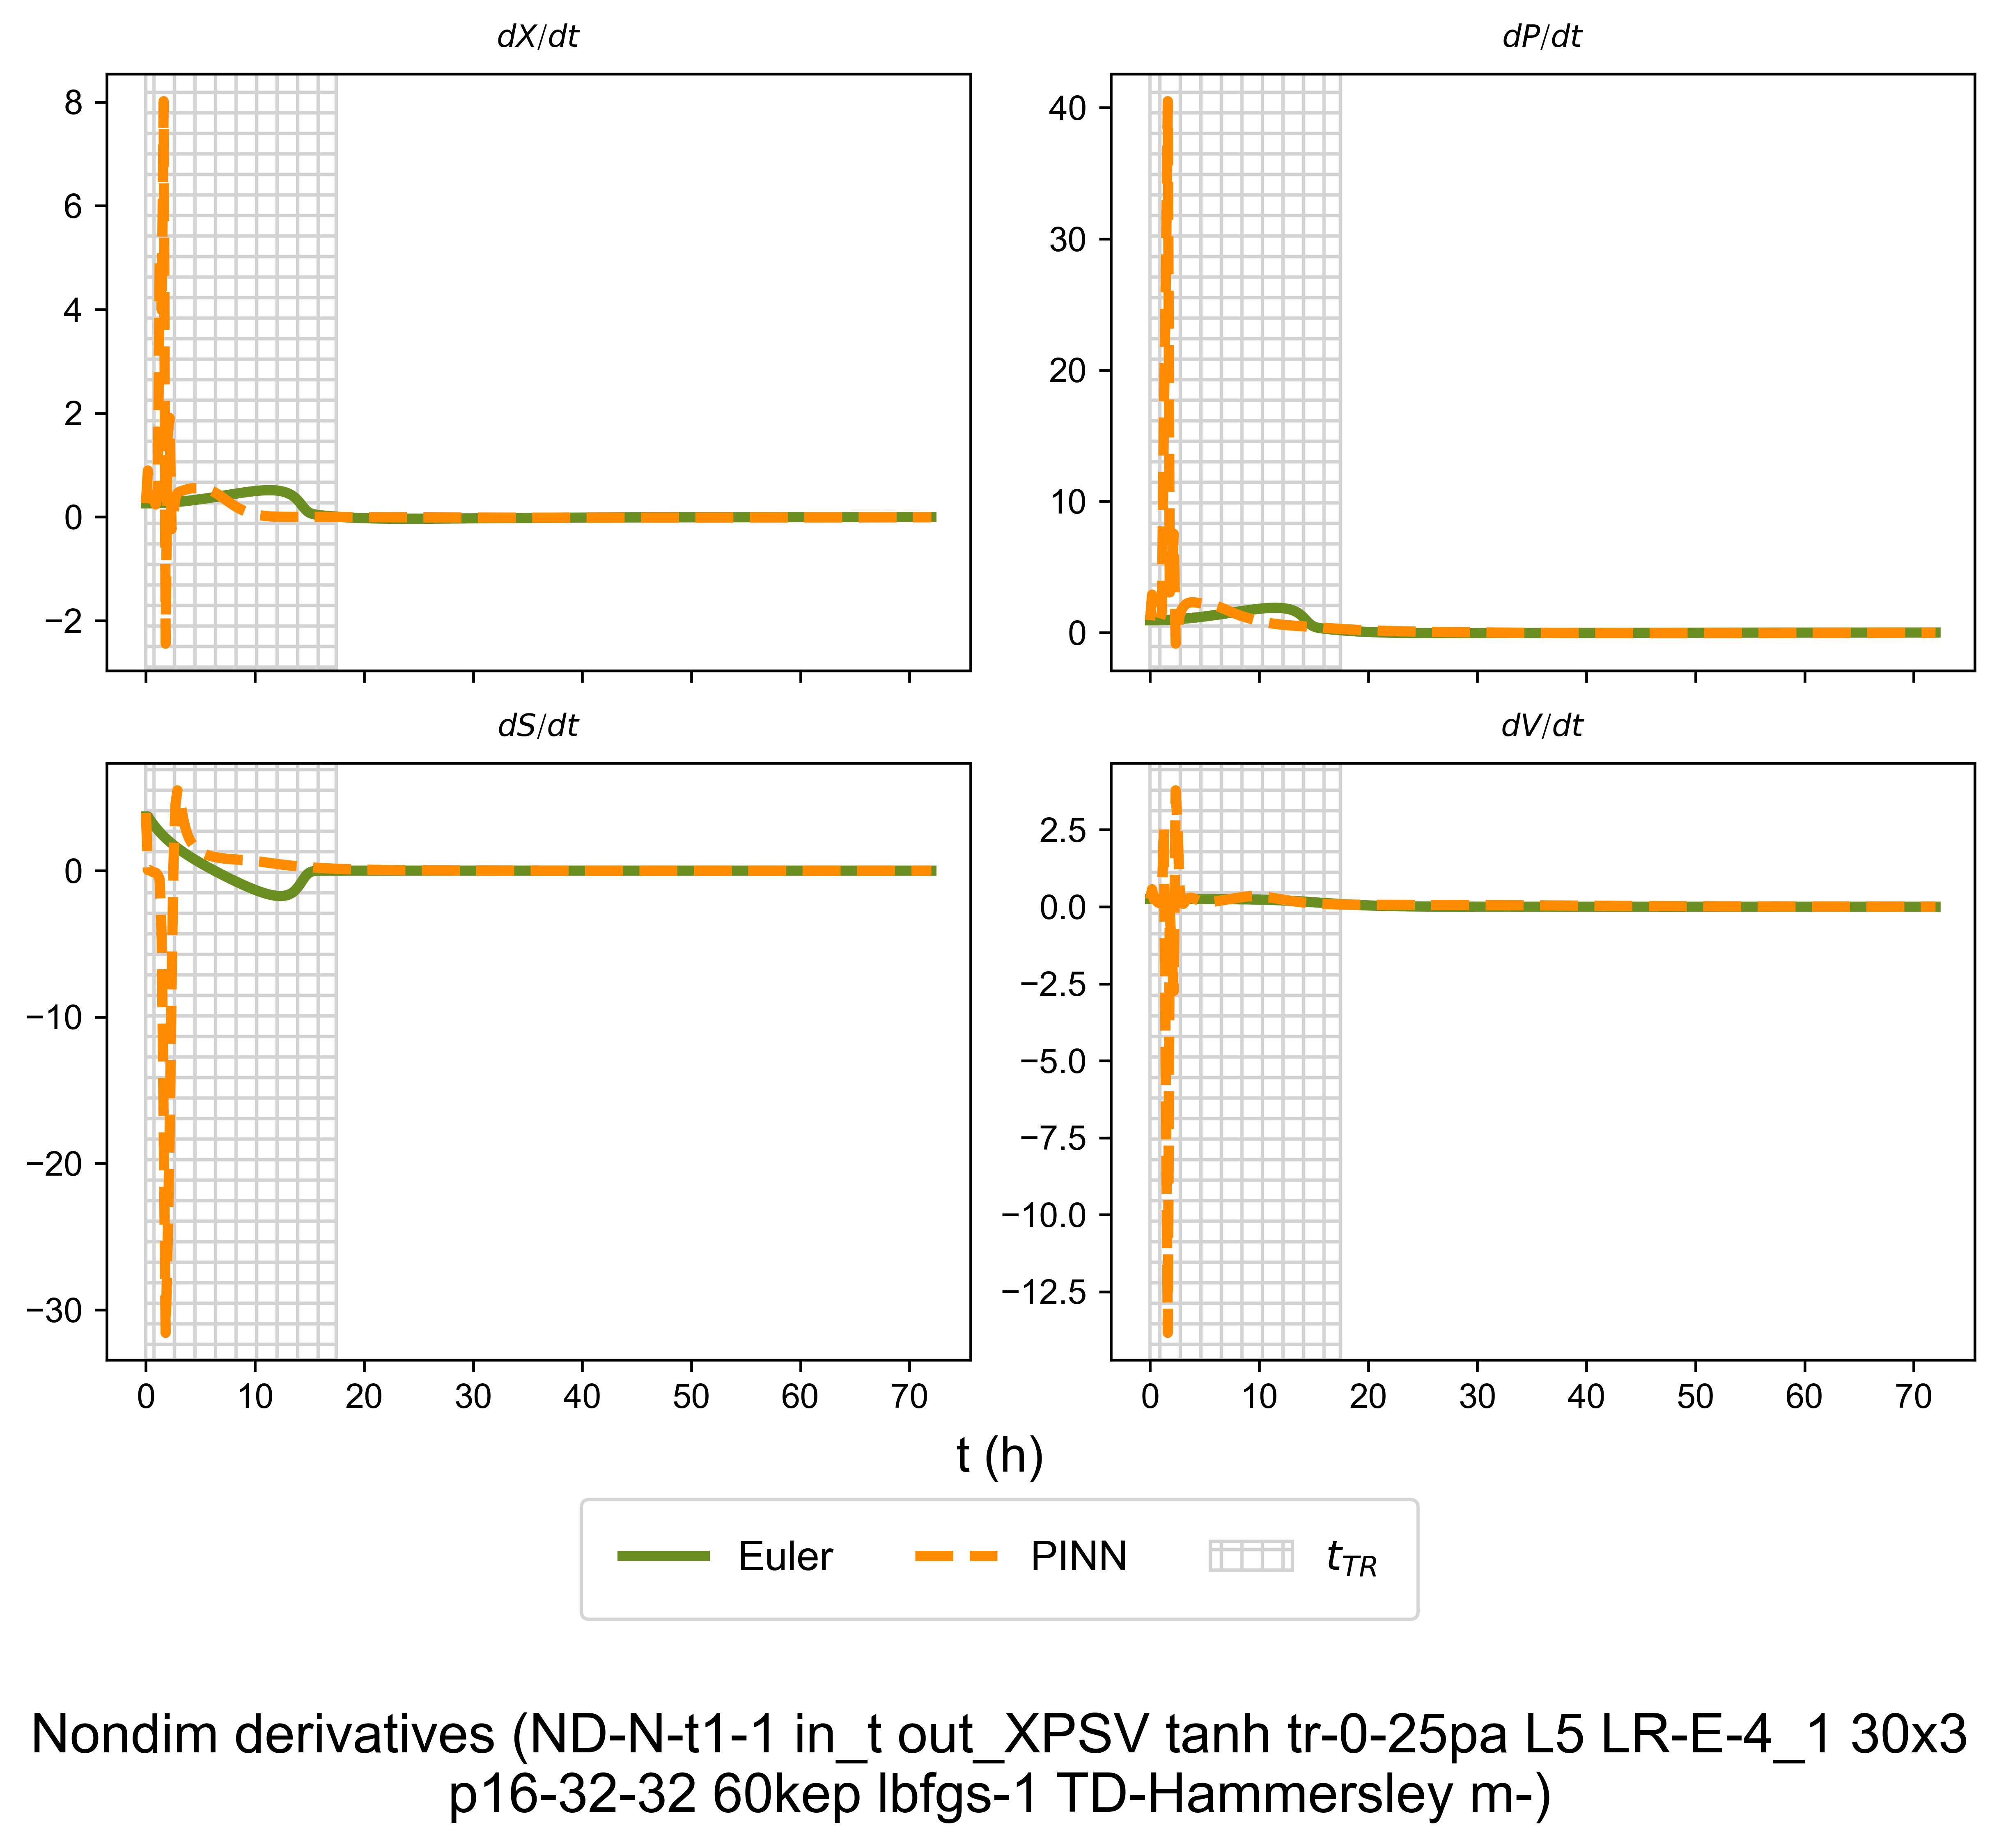 dX/dt
dP/dt
8
6
4
2
0
−2
40
30
20
10
0
dS/dt
dV/dt
0
−10
−20
−30
2.5
0.0
−2.5
−5.0
−7.5
−10.0
−12.5
0 10 20 30 40 50 60 70
0 10 20 30 40 50 60 70
t (h)
Euler PINN t_TR
Nondim derivatives (ND-N-t1-1 in_t out_XPSV tanh tr-0-25pa L5 LR-E-4_1 30x3
p16-32-32 60kep lbfgs-1 TD-Hammersley m-)